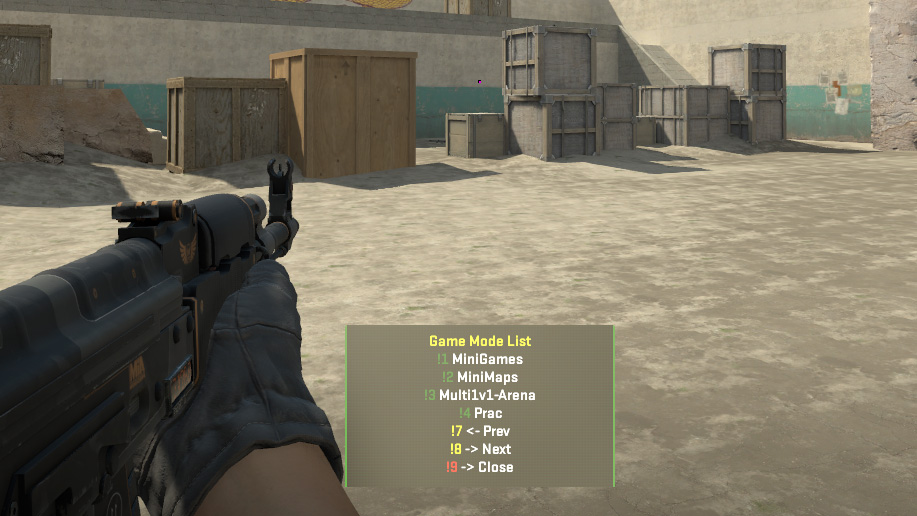 Game Mode List
!1 MiniGames
!2 MiniMaps
!3 Multi1v1-Arena
!4 Prac
!7 <- Prev
!8 -> Next
!9 -> Close